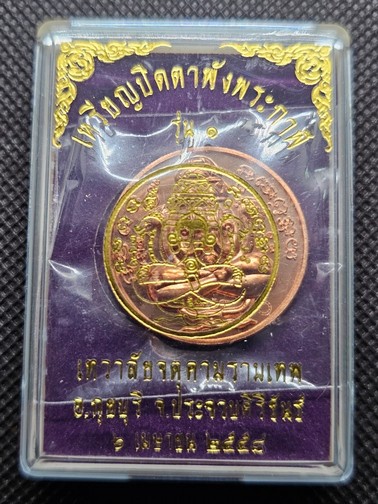 เหรียญปิดตาพังพระกาฬ
รุ่น ๑
เทวาลัยจตุคามรามเทพ
อ.กุยบุรี จ.ประจวบคีรีขันธ์
๖ เมษายน ๒๕๕๘